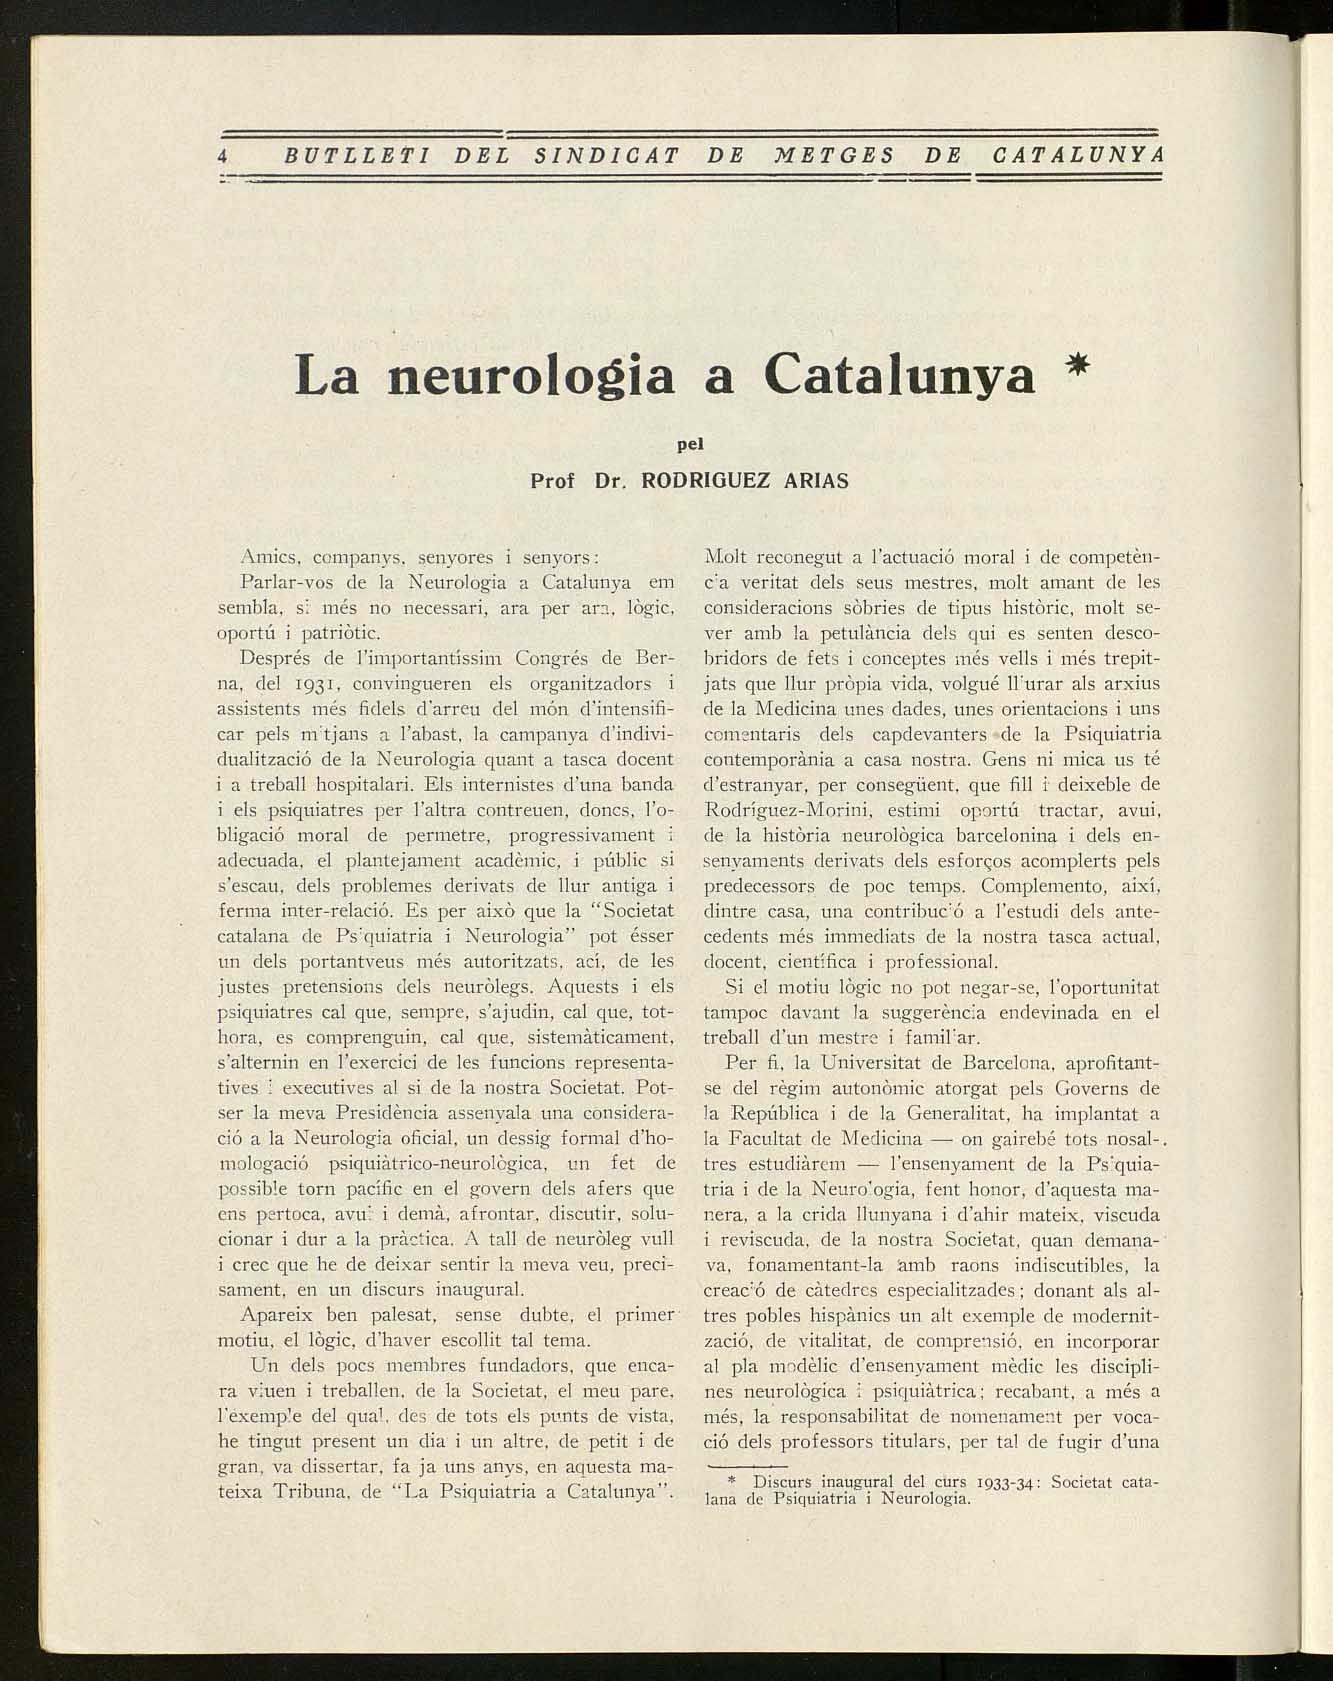 4 BUTLLETI DEL SINDICAT DE METGES DE CATALUNYA
La neurologia a Catalunya *
pel
Prof Dr. RODRIGUEZ ARIAS
Amics, companys, senyores i senyors:
Parlar-vos de la Neurologia a Catalunya em
sembla, si més no necessari, ara per ara, lògic,
oportú i patriòtic.
Després de l'importantíssim Congrés de Ber-
na, del 1931, convingueren els organitzadors i
assistents més fidels d'arreu del món d'intensifi-
car pels mitjans a l'abast, la campanya d'indivi-
dualització de la Neurologia quant a tasca docent
i a treball hospitalari. Els internistes d'una banda
i els psiquiatres per l'altra contreuen, doncs, l'o-
bligació moral de permetre, progressivament i
adecuada, el plantejament acadèmic, i públic si
s'escau, dels problemes derivats de llur antiga i
ferma inter-relació. Es per això que la "Societat
catalana de Psiquiatria i Neurologia" pot ésser
un dels portantveus més autoritzats, ací, de les
justes pretensions dels neuròlegs. Aquests i els
psiquiatres cal que, sempre, s'ajudin, cal que, tot-
hora, es comprenguin, cal que, sistemàticament,
s'alternin en l'exercici de les funcions representa-
tives i executives al si de la nostra Societat. Pot-
ser la meva Presidència assenyala una considera-
ció a la Neurologia oficial, un dessig formal d'ho-
mologació psiquiàtrico-neurològica, un fet de
possible torn pacífic en el govern dels afers que
ens pertoca, avui i demà, afrontar, discutir, solu-
cionar i dur a la pràctica. A tall de neuròleg vull
i crec que he de deixar sentir la meva veu, preci-
sament, en un discurs inaugural.
Apareix ben palesat, sense dubte, el primer
motiu, el lògic, d'haver escollit tal tema.
Un dels pocs membres fundadors, que enca-
ra viuen i treballen, de la Societat, el meu pare,
l'exemple del qual, des de tots els punts de vista,
he tingut present un dia i un altre, de petit i de
gran, va dissertar, fa ja uns anys, en aquesta ma-
teixa Tribuna, de "La Psiquiatria a Catalunya".
Molt reconegut a l'actuació moral i de competèn-
cia veritat dels seus mestres, molt amant de les
consideracions sòbries de tipus històric, molt se-
ver amb la petulància dels qui es senten desco-
bridors de fets i conceptes més vells i més trepit-
jats que llur pròpia vida, volgué lliurar als arxius
de la Medicina unes dades, unes orientacions i uns
comentaris dels capdevanters de la Psiquiatria
contemporània a casa nostra. Gens ni mica us té
d'estranyar, per consegüent, que fill i deixeble de
Rodríguez-Morini, estimi oportú tractar, avui,
de la història neurològica barcelonina i dels en-
senyaments derivats dels esforços acomplerts pels
predecessors de poc temps. Complemento, així,
dintre casa, una contribució a l'estudi dels ante-
cedents més immediats de la nostra tasca actual,
docent, científica i professional.
Si el motiu lògic no pot negar-se, l'oportunitat
tampoc davant la suggerència endevinada en el
treball d'un mestre i familiar.
Per fi, la Universitat de Barcelona, aprofitant-
se del règim autonòmic atorgat pels Governs de
la República i de la Generalitat, ha implantat a
la Facultat de Medicina — on gairebé tots nosal-
tres estudiàrem — l'ensenyament de la Psiquia-
tria i de la Neurologia, fent honor, d'aquesta ma-
nera, a la crida llunyana i d'ahir mateix, viscuda
i reviscuda, de la nostra Societat, quan demana-
va, fonamentant-la amb raons indiscutibles, la
creació de càtedres especialitzades; donant als al-
tres pobles hispànics un alt exemple de modernit-
zació, de vitalitat, de comprensió, en incorporar
al pla modèlic d'ensenyament mèdic les discipli-
nes neurològica i psiquiàtrica; recabant, a més a
més, la responsabilitat de nomenament per voca-
ció dels professors titulars, per tal de fugir d'una
* Discurs inaugural del curs 1933-34: Societat cata-
lana de Psiquiatria i Neurologia.